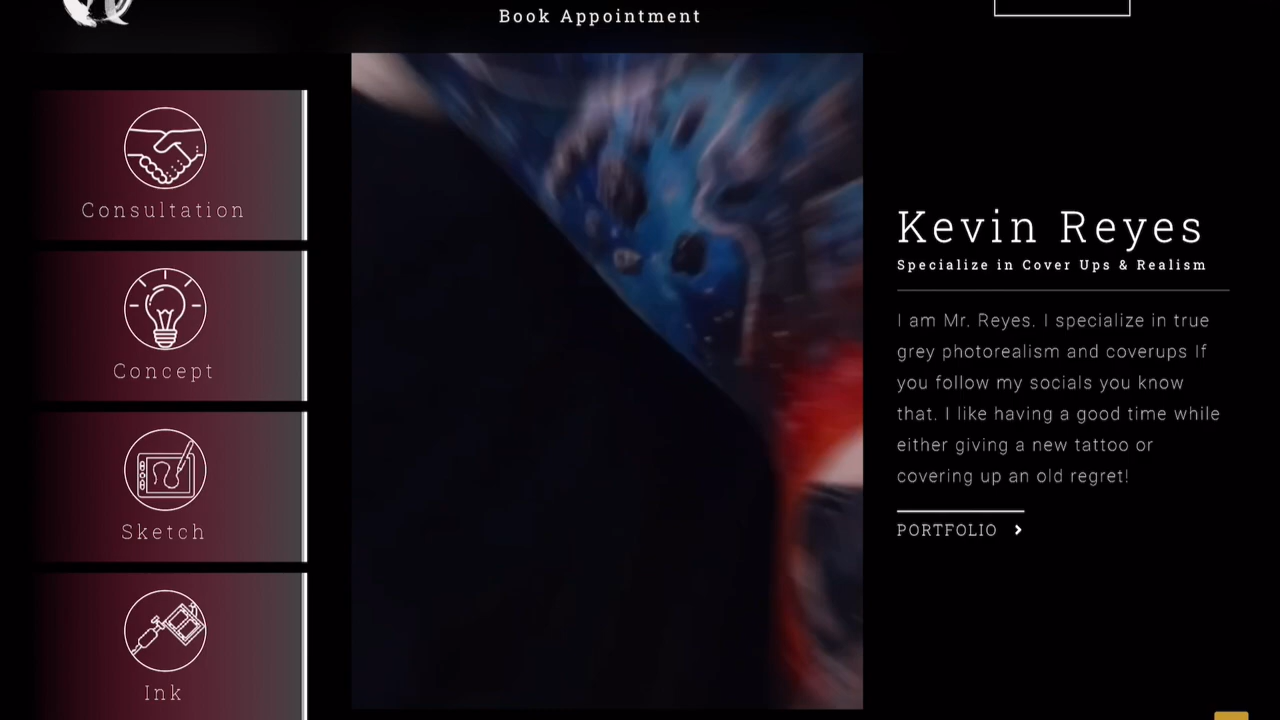 Book Appointment
Consultation
Concept
Sketch
Ink
Kevin Reyes
Specialize in Cover Ups & Realism
I am Mr. Reyes. I specialize in true
grey photorealism and coverups If
you follow my socials you know
that. I like having a good time while
either giving a new tattoo or
covering up an old regret!
PORTFOLIO